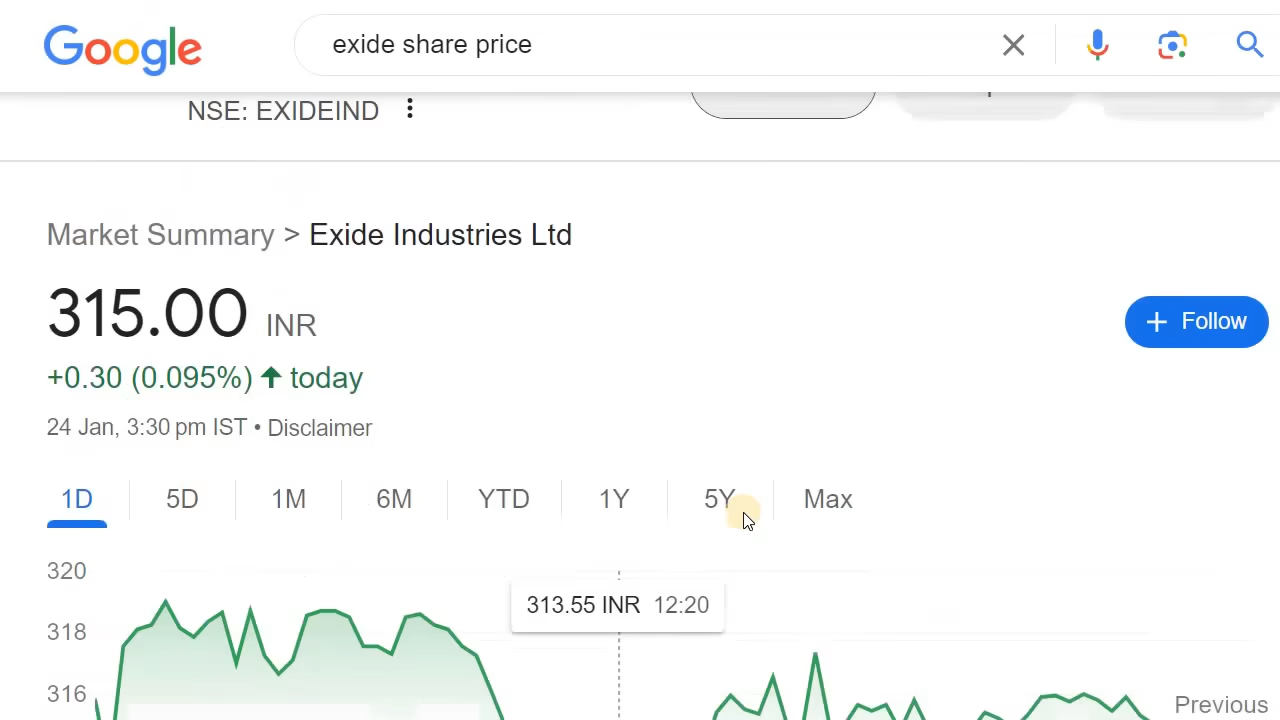 Google
exide share price
NSE: EXIDEIND
Market Summary > Exide Industries Ltd
315.00 INR
+ Follow
+0.30 (0.095%) ↑ today
24 Jan, 3:30 pm IST • Disclaimer
1D 5D 1M 6M YTD 1Y 5Y Max
320
313.55 INR 12:20
318
316
Previous